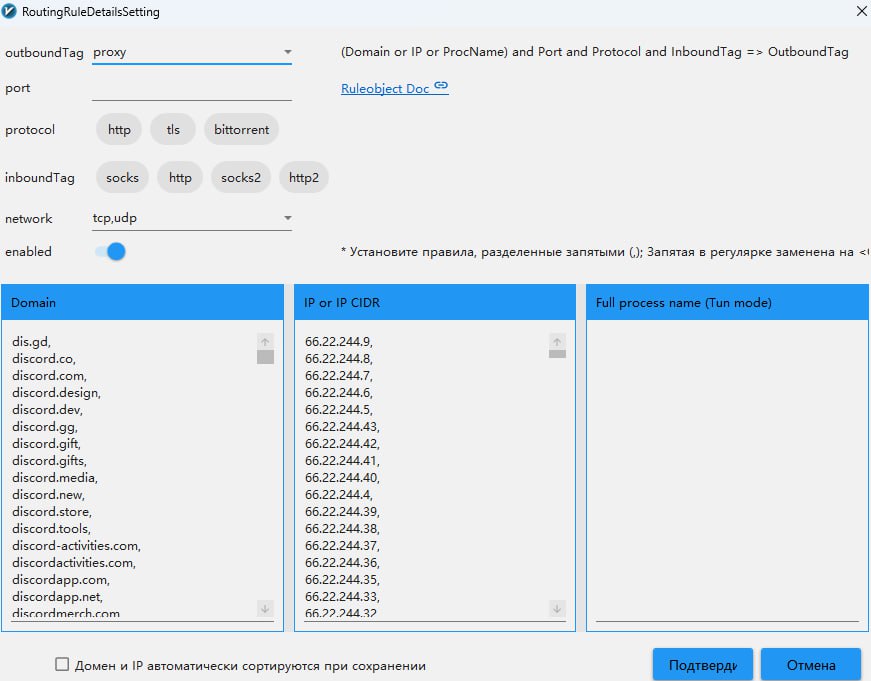 RoutingRuleDetailsSetting
outboundTag proxy (Domain or IP or ProcName) and Port and Protocol and InboundTag => OutboundTag
port Ruleobject Doc
protocol http tls bittorrent
inboundTag socks http socks2 http2
network tcp,udp
enabled * Установите правила, разделенные запятыми (,); Запятая в регулярке заменена на <
Domain
dis.gd,
discord.co,
discord.com,
discord.design,
discord.dev,
discord.gg,
discord.gift,
discord.gifts,
discord.media,
discord.new,
discord.store,
discord.tools,
discord-activities.com,
discordactivities.com,
discordapp.com,
discordapp.net,
discordmerch.com
IP or IP CIDR
66.22.244.9,
66.22.244.8,
66.22.244.7,
66.22.244.6,
66.22.244.5,
66.22.244.43,
66.22.244.42,
66.22.244.41,
66.22.244.40,
66.22.244.4,
66.22.244.39,
66.22.244.38,
66.22.244.37,
66.22.244.36,
66.22.244.35,
66.22.244.33,
66.22.244.32
Full process name (Tun mode)
Домен и IP автоматически сортируются при сохранении
Подтверди Отмена